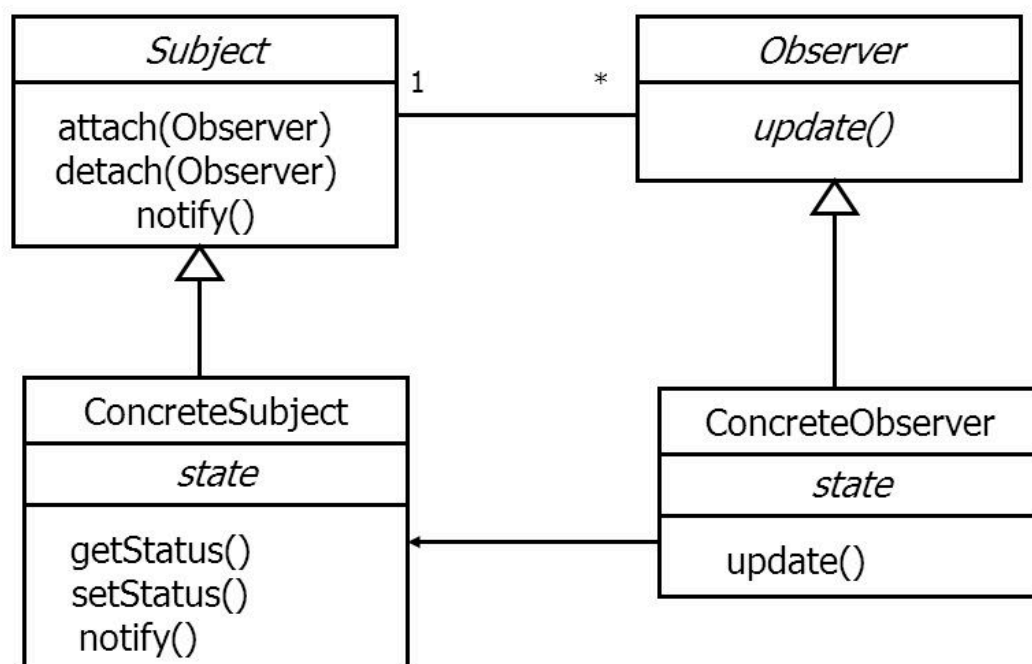 Subject
attach(Observer)
detach(Observer)
notify()
1
*
Observer
update()
ConcreteSubject
state
getStatus()
setStatus()
notify()
ConcreteObserver
state
update()